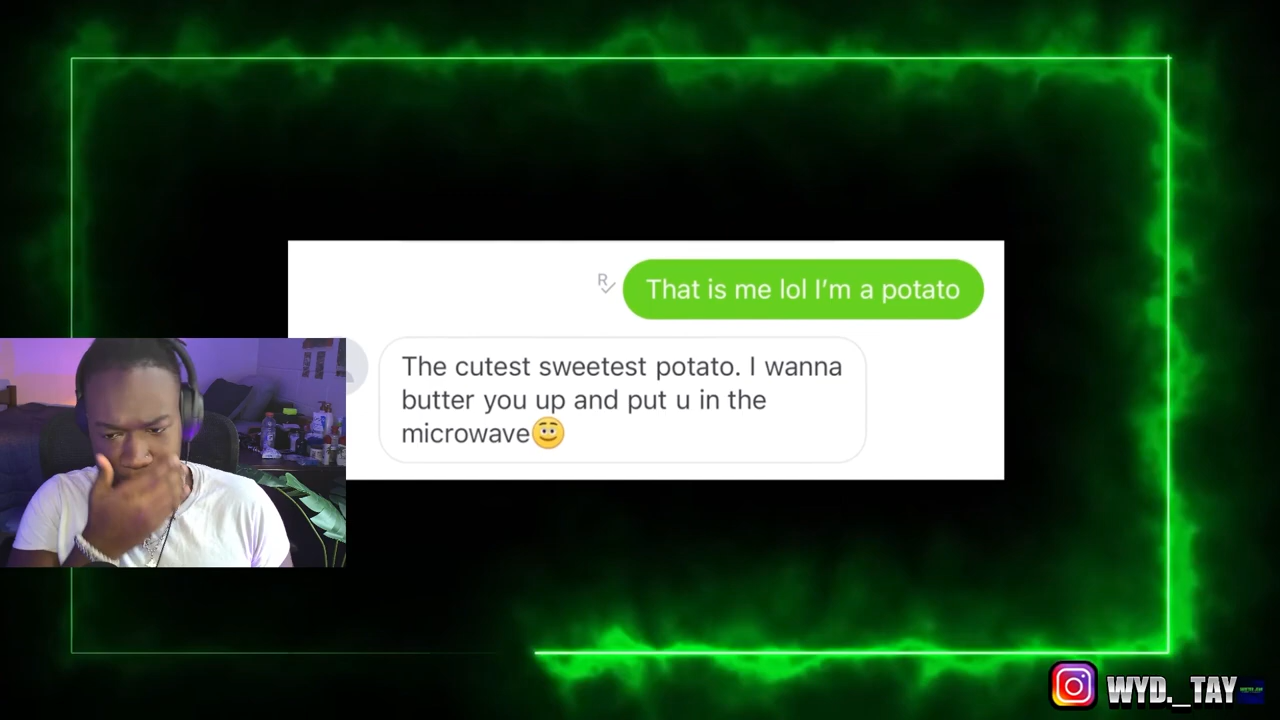 R
That is me lol I’m a potato
The cutest sweetest potato. I wanna
butter you up and put u in the
microwave
WYD._TAY